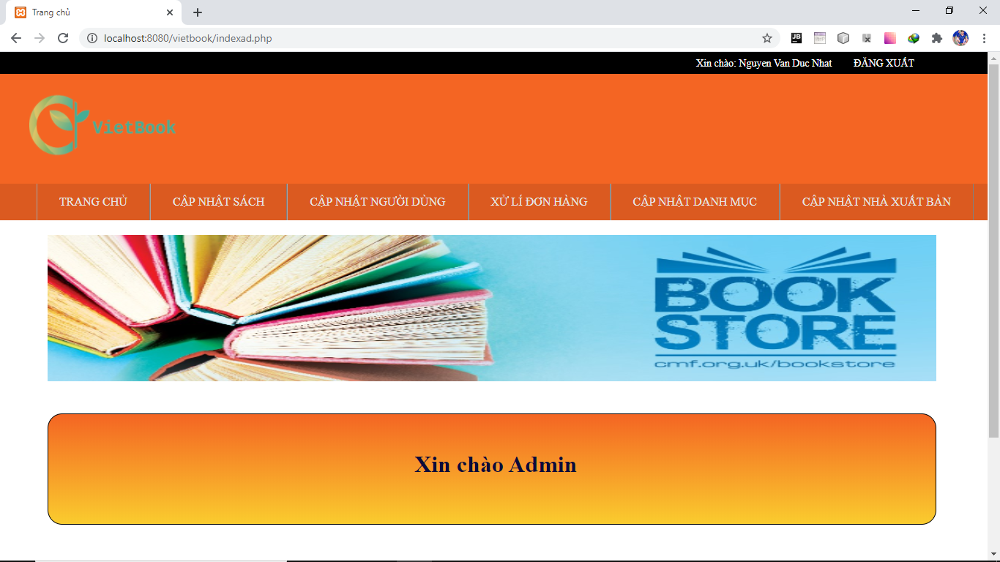 Trang chủ
localhost:8080/vietbook/indexad.php
Xin chào: Nguyen Van Duc Nhat ĐĂNG XUẤT
VietBook
TRANG CHỦ CẬP NHẬT SÁCH CẬP NHẬT NGƯỜI DÙNG XỬ LÍ ĐƠN HÀNG CẬP NHẬT DANH MỤC CẬP NHẬT NHÀ XUẤT BẢN
BOOK
STORE
cmf.org.uk/bookstore
Xin chào Admin